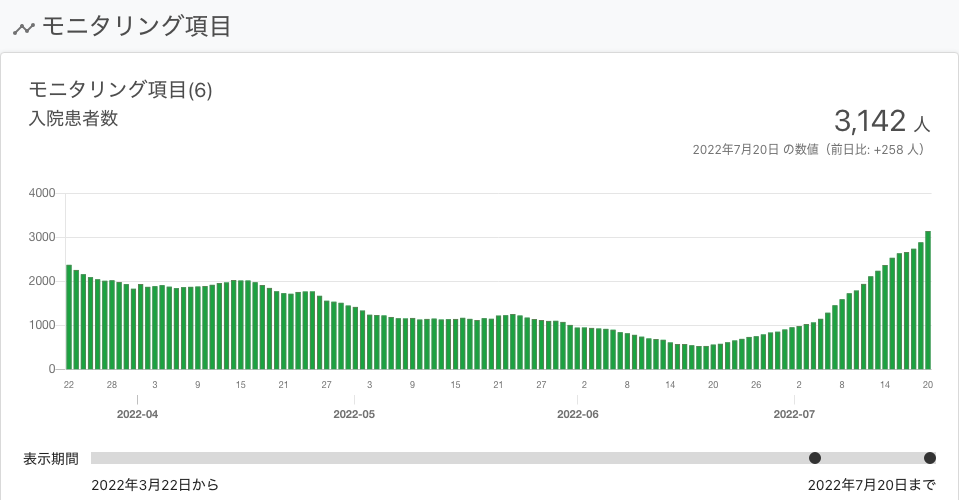 モニタリング項目
モニタリング項目(6)
入院患者数
3,142 人
2022年7月20日 の数値（前日比: +258 人）
4000
3000
2000
1000
0
22 28 3 9 15 21 27 3 9 15 21 27 2 8 14 20 26 2 8 14 20
2022-04 2022-05 2022-06 2022-07
表示期間
2022年3月22日から 2022年7月20日まで